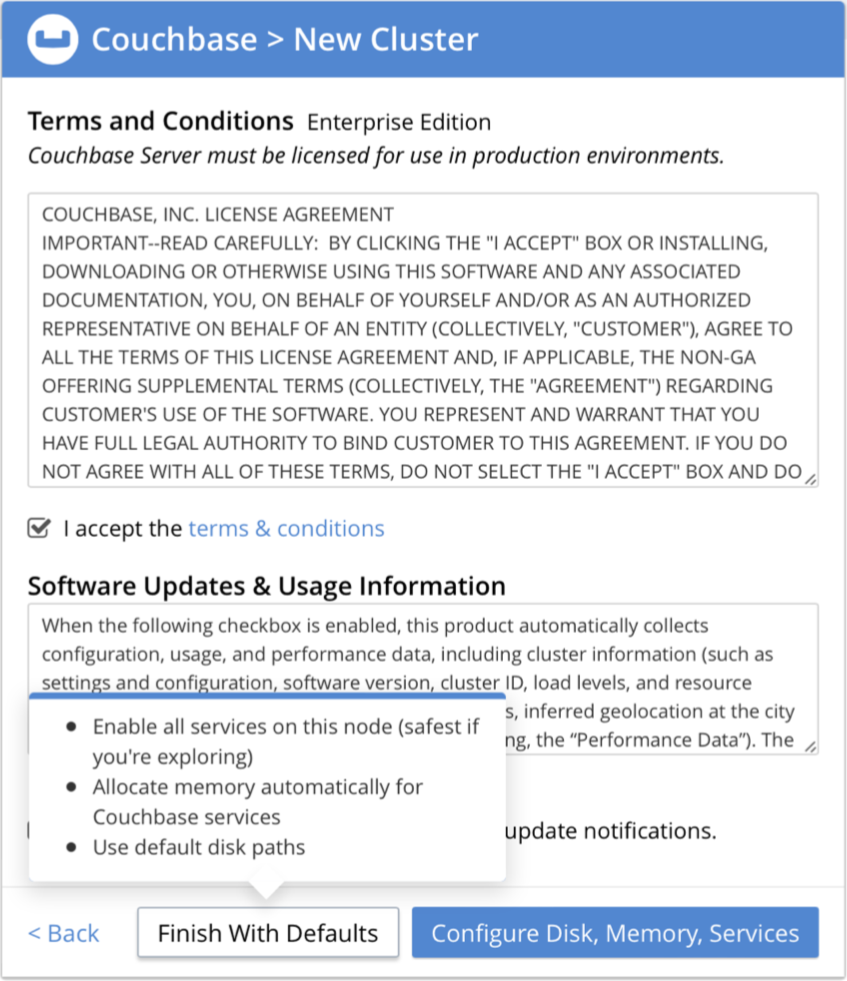 Couchbase > New Cluster
Terms and Conditions Enterprise Edition
Couchbase Server must be licensed for use in production environments.
COUCHBASE, INC. LICENSE AGREEMENT
IMPORTANT--READ CAREFULLY:  BY CLICKING THE "I ACCEPT" BOX OR INSTALLING,
DOWNLOADING OR OTHERWISE USING THIS SOFTWARE AND ANY ASSOCIATED
DOCUMENTATION, YOU, ON BEHALF OF YOURSELF AND/OR AS AN AUTHORIZED
REPRESENTATIVE ON BEHALF OF AN ENTITY (COLLECTIVELY, "CUSTOMER"), AGREE TO
ALL THE TERMS OF THIS LICENSE AGREEMENT AND, IF APPLICABLE, THE NON-GA
OFFERING SUPPLEMENTAL TERMS (COLLECTIVELY, THE "AGREEMENT") REGARDING
CUSTOMER'S USE OF THE SOFTWARE. YOU REPRESENT AND WARRANT THAT YOU
HAVE FULL LEGAL AUTHORITY TO BIND CUSTOMER TO THIS AGREEMENT. IF YOU DO
NOT AGREE WITH ALL OF THESE TERMS, DO NOT SELECT THE "I ACCEPT" BOX AND DO
I accept the terms & conditions
Software Updates & Usage Information
When the following checkbox is enabled, this product automatically collects
configuration, usage, and performance data, including cluster information (such as
settings and configuration, software version, cluster ID, load levels, and resource
s, inferred geolocation at the city
ng, the “Performance Data”). The
• Enable all services on this node (safest if
you're exploring)
• Allocate memory automatically for
Couchbase services
• Use default disk paths
update notifications.
< Back
Finish With Defaults
Configure Disk, Memory, Services